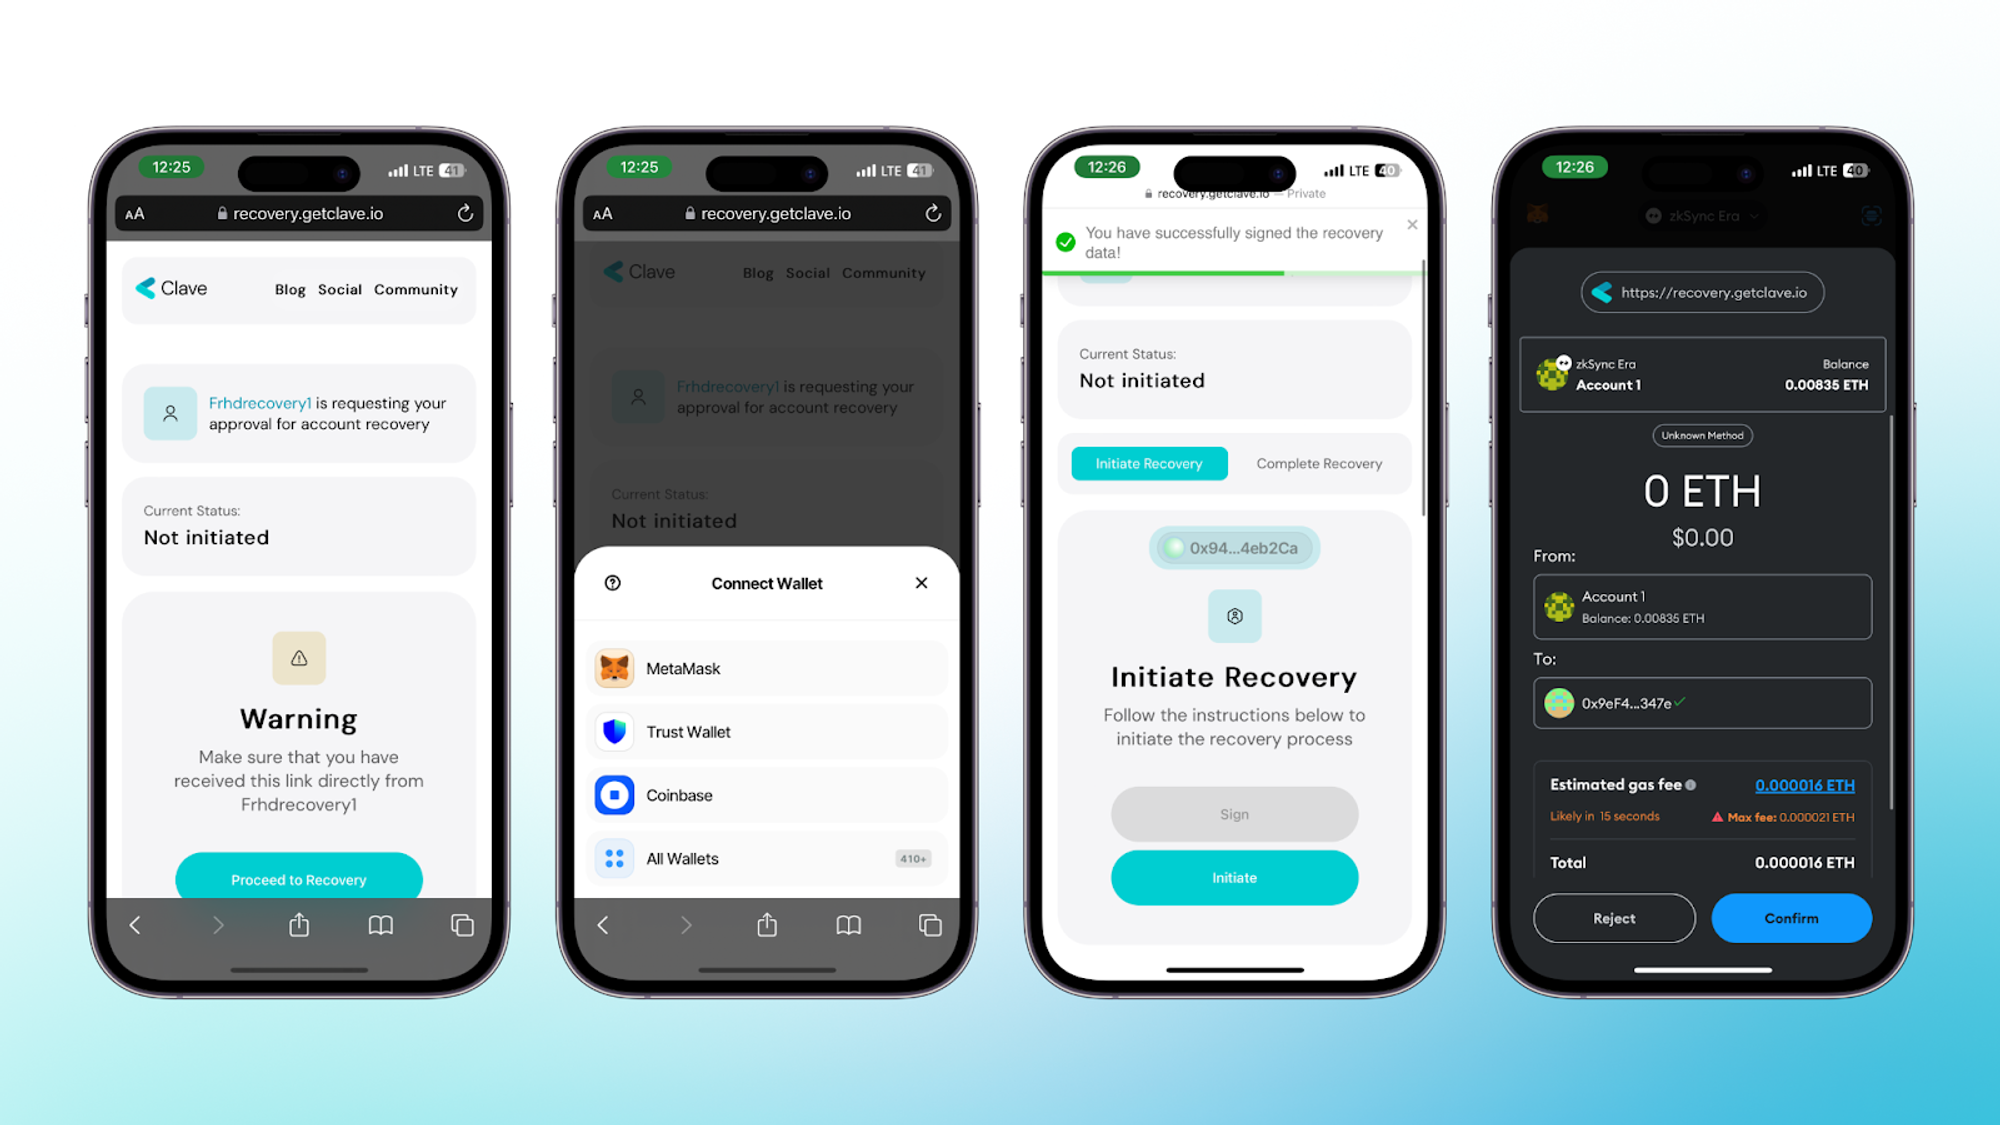 12:25
LTE 41
AA recovery.getclave.io
Clave
Blog Social Community
Frhdrecovery1 is requesting your
approval for account recovery
Current Status:
Not initiated
Warning
Make sure that you have
received this link directly from
Frhdrecovery1
Proceed to Recovery
12:25
LTE 41
AA recovery.getclave.io
Clave
Blog Social Community
Frhdrecovery1 is requesting your
approval for account recovery
Current Status:
Not initiated
Connect Wallet
MetaMask
Trust Wallet
Coinbase
All Wallets 410+
12:26
LTE 40
recovery.getclave.io — Private
You have successfully signed the recovery
data!
Current Status:
Not initiated
Initiate Recovery Complete Recovery
0x94...4eb2Ca
Initiate Recovery
Follow the instructions below to
initiate the recovery process
Sign
Initiate
12:26
LTE 40
zkSync Era
https://recovery.getclave.io
zkSync Era Balance
Account 1 0.00835 ETH
Unknown Method
0 ETH
$0.00
From:
Account 1
Balance: 0.00835 ETH
To:
0x9eF4...347e
Estimated gas fee 0.000016 ETH
Likely in 15 seconds Max fee: 0.000021 ETH
Total 0.000016 ETH
Reject Confirm